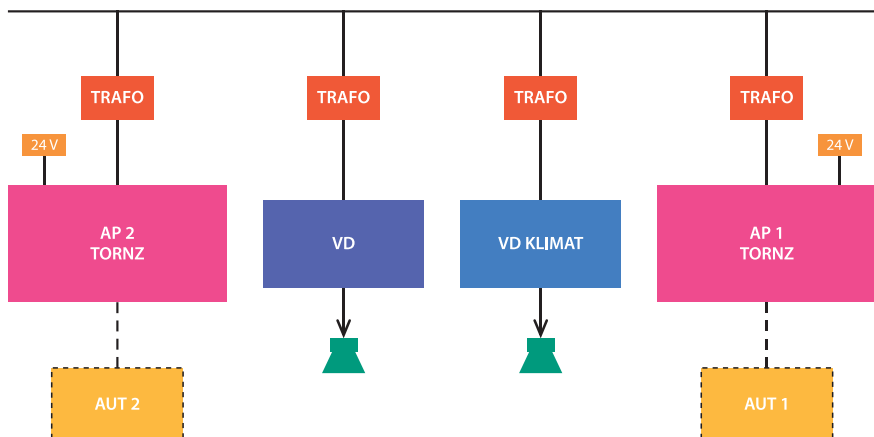 TRAFO
TRAFO
TRAFO
TRAFO
24 V
24 V
AP 2
TORNZ
VD
VD KLIMAT
AP 1
TORNZ
AUT 2
AUT 1